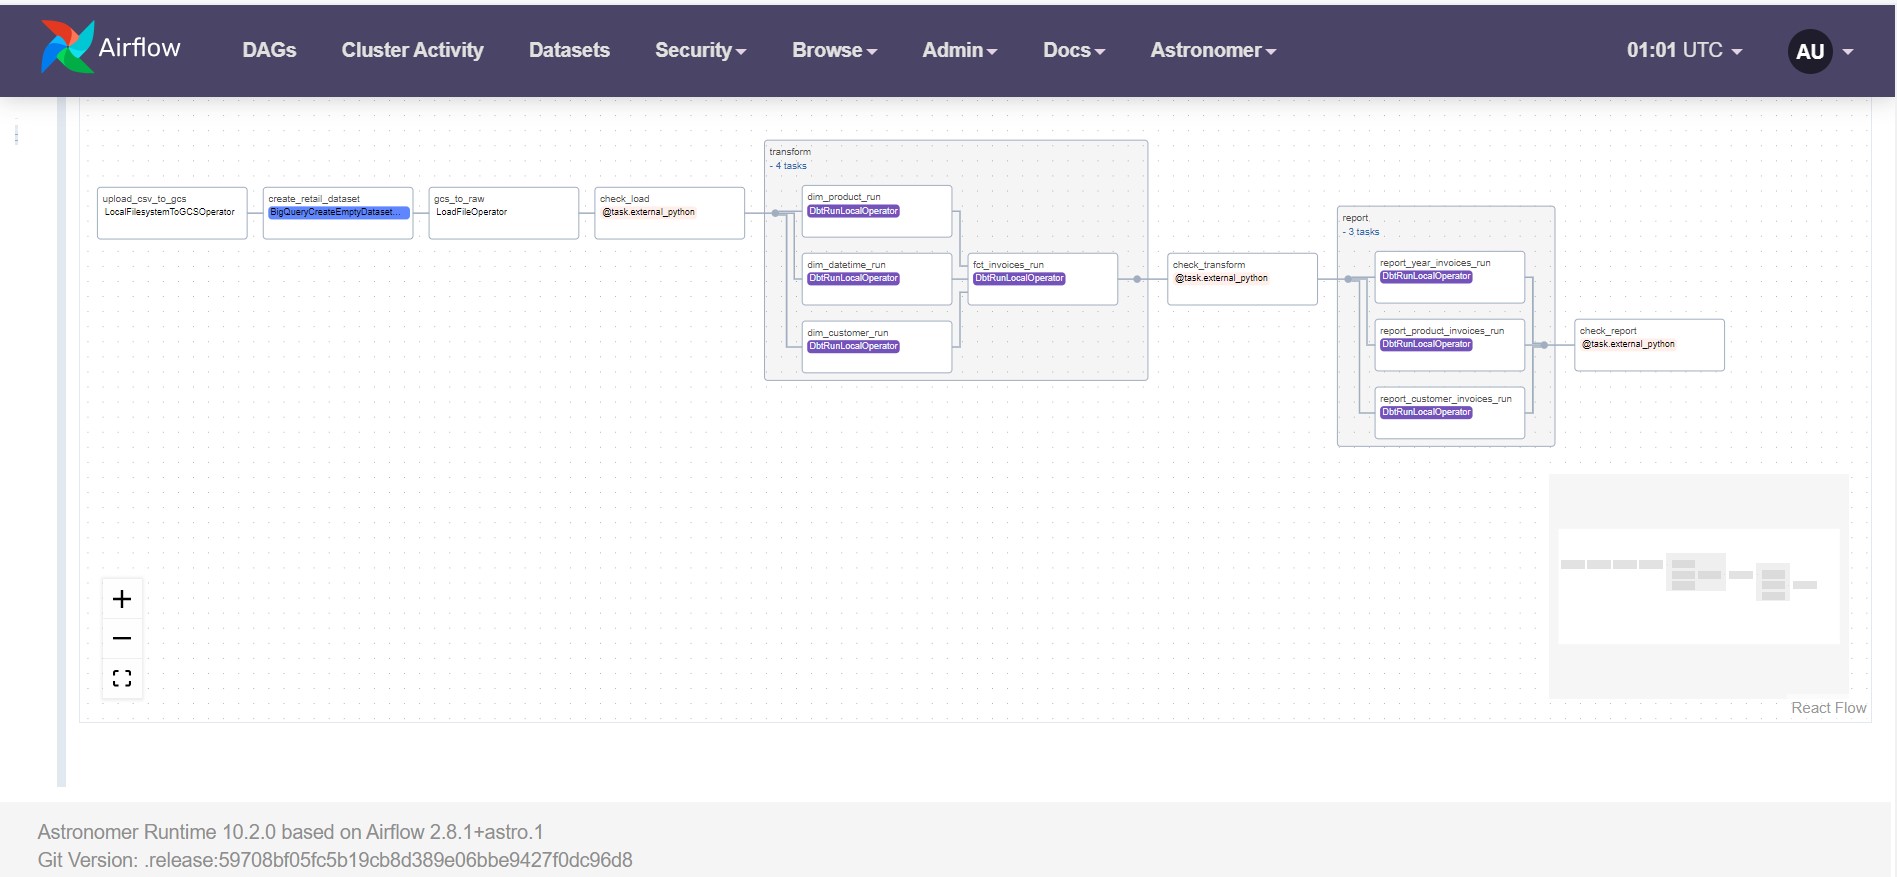 Airflow DAGs Cluster Activity Datasets Security Browse Admin Docs Astronomer 01:01 UTC AU
upload_csv_to_gcs
LocalFilesystemToGCSOperator
create_retail_dataset
BigQueryCreateEmptyDataset...
gcs_to_raw
LoadFileOperator
check_load
@task.external_python
transform
- 4 tasks
dim_product_run
DbtRunLocalOperator
dim_datetime_run
DbtRunLocalOperator
dim_customer_run
DbtRunLocalOperator
fct_invoices_run
DbtRunLocalOperator
check_transform
@task.external_python
report
- 3 tasks
report_year_invoices_run
DbtRunLocalOperator
report_product_invoices_run
DbtRunLocalOperator
report_customer_invoices_run
DbtRunLocalOperator
check_report
@task.external_python
React Flow
Astronomer Runtime 10.2.0 based on Airflow 2.8.1+astro.1
Git Version: .release:59708bf05fc5b19cb8d389e06bbe9427f0dc96d8